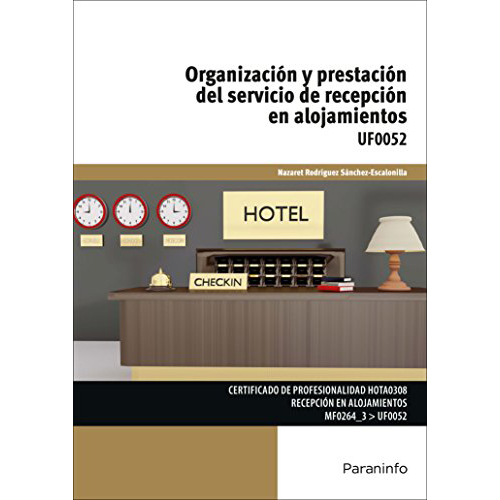 Organización y prestación
del servicio de recepción
en alojamientos
UF0052
Nazaret Rodríguez Sánchez-Escalonilla
HOTEL
CHECKIN
CERTIFICADO DE PROFESIONALIDAD HOTA0308
RECEPCIÓN EN ALOJAMIENTOS
MF0264_3 > UF0052
Paraninfo